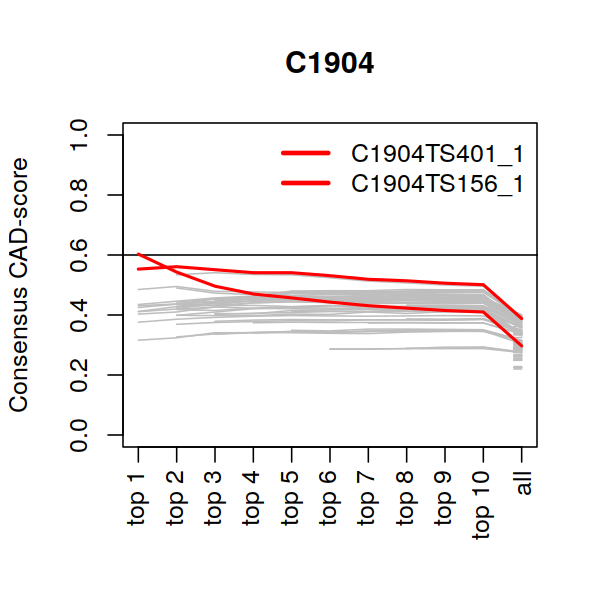 C1904
C1904TS401_1
C1904TS156_1
Consensus CAD-score
1.0
0.8
0.6
0.4
0.2
0.0
top 1
top 2
top 3
top 4
top 5
top 6
top 7
top 8
top 9
top 10
all